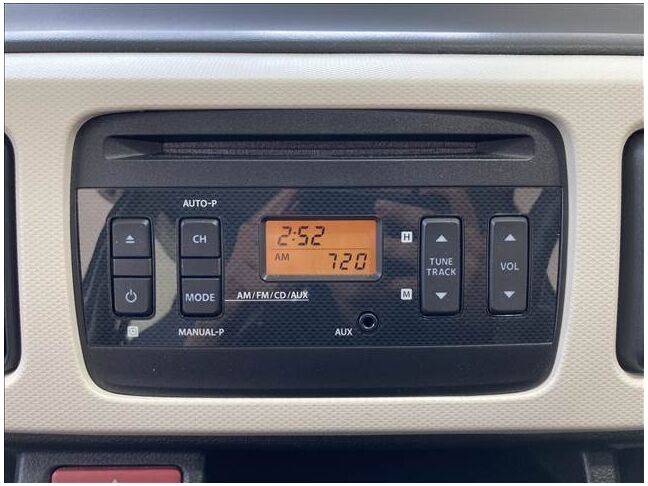 AUTO-P
CH
MODE
AM/FM/CD/AUX
MANUAL-P
C
2:52
AM
720
H
M
AUX
TUNE
TRACK
VOL